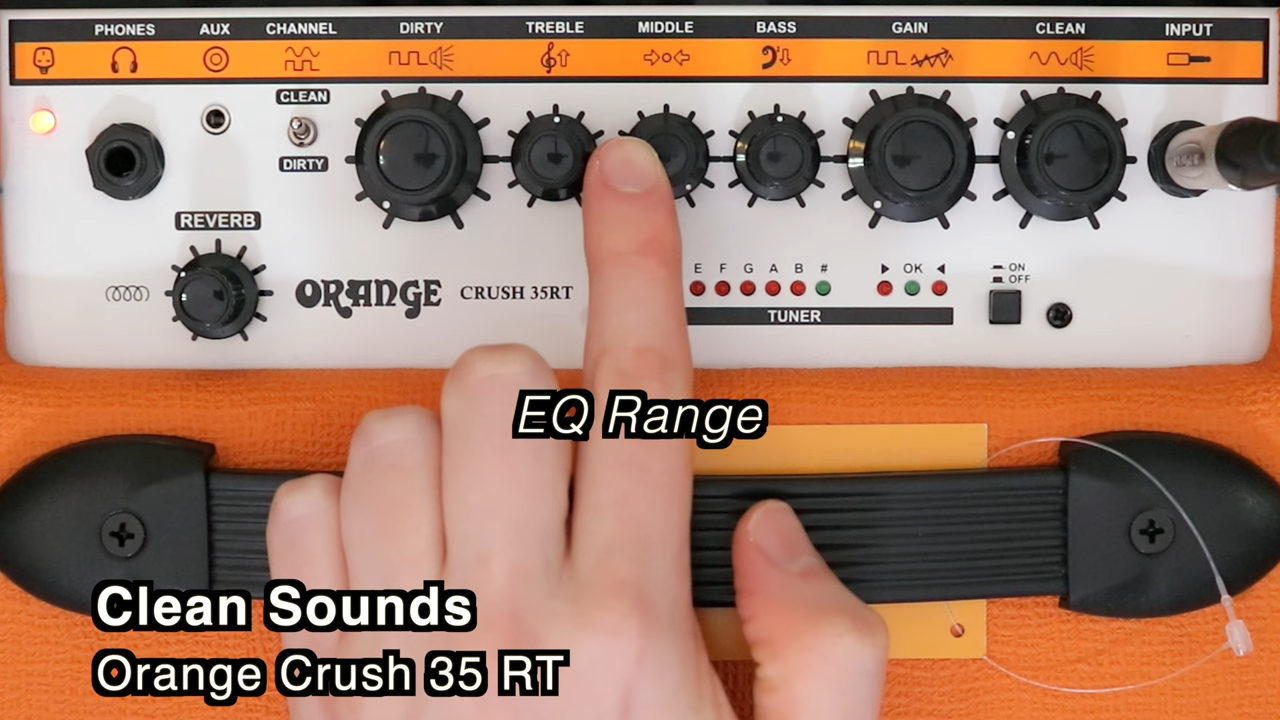 PHONES AUX CHANNEL DIRTY TREBLE MIDDLE BASS GAIN CLEAN INPUT
CLEAN
DIRTY
REVERB
ORANGE CRUSH 35RT
E F G A B # OK
ON
OFF
TUNER
EQ Range
Clean Sounds
Orange Crush 35 RT